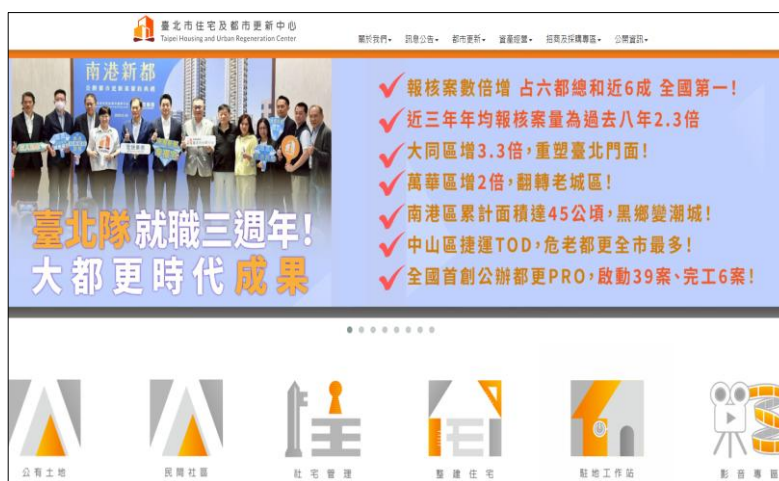 臺北市住宅及都市更新中心
Taipei Housing and Urban Regeneration Center
關於我們 訊息公告 都市更新 資產經營 招商及採購專區 公開資訊
南港新都
報核案數倍增 占六都總和近6成 全國第一!
近三年年均報核案量為過去八年2.3倍
大同區增3.3倍,重塑臺北門面!
萬華區增2倍,翻轉老城區!
南港區累計面積達45公頃,黑鄉變潮城!
中山區捷運TOD,危老都更全市最多!
全國首創公辦都更PRO,啟動39案、完工6案!
臺北隊就職三週年!
大都更時代成果
公有土地
民間社區
社宅管理
整建住宅
駐地工作站
影音專區